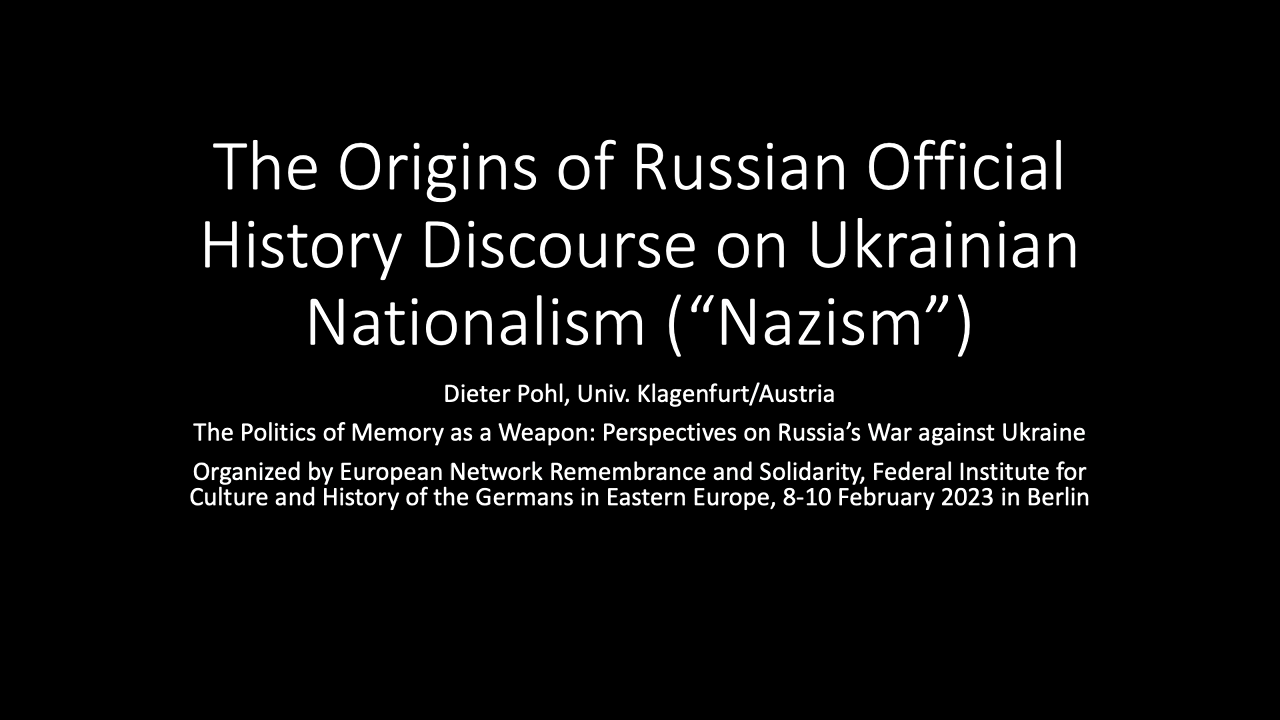 The Origins of Russian Official
History Discourse on Ukrainian
Nationalism (“Nazism”)
Dieter Pohl, Univ. Klagenfurt/Austria
The Politics of Memory as a Weapon: Perspectives on Russia’s War against Ukraine
Organized by European Network Remembrance and Solidarity, Federal Institute for
Culture and History of the Germans in Eastern Europe, 8-10 February 2023 in Berlin